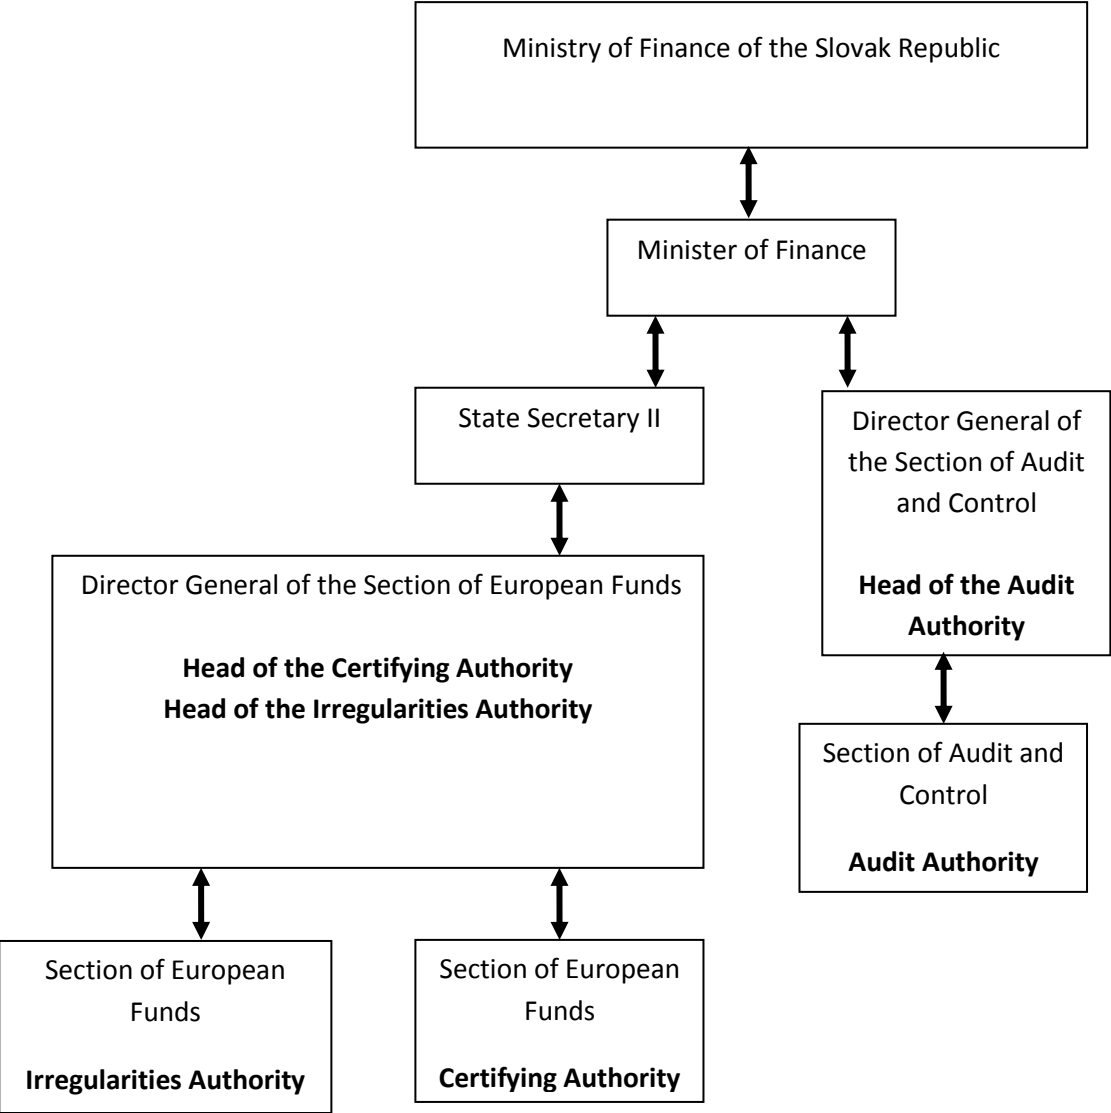 Ministry of Finance of the Slovak Republic
Minister of Finance
State Secretary II
Director General of
the Section of Audit
and Control
Head of the Audit
Authority
Director General of the Section of European Funds
Head of the Certifying Authority
Head of the Irregularities Authority
Section of Audit and
Control
Audit Authority
Section of European
Funds
Irregularities Authority
Section of European
Funds
Certifying Authority